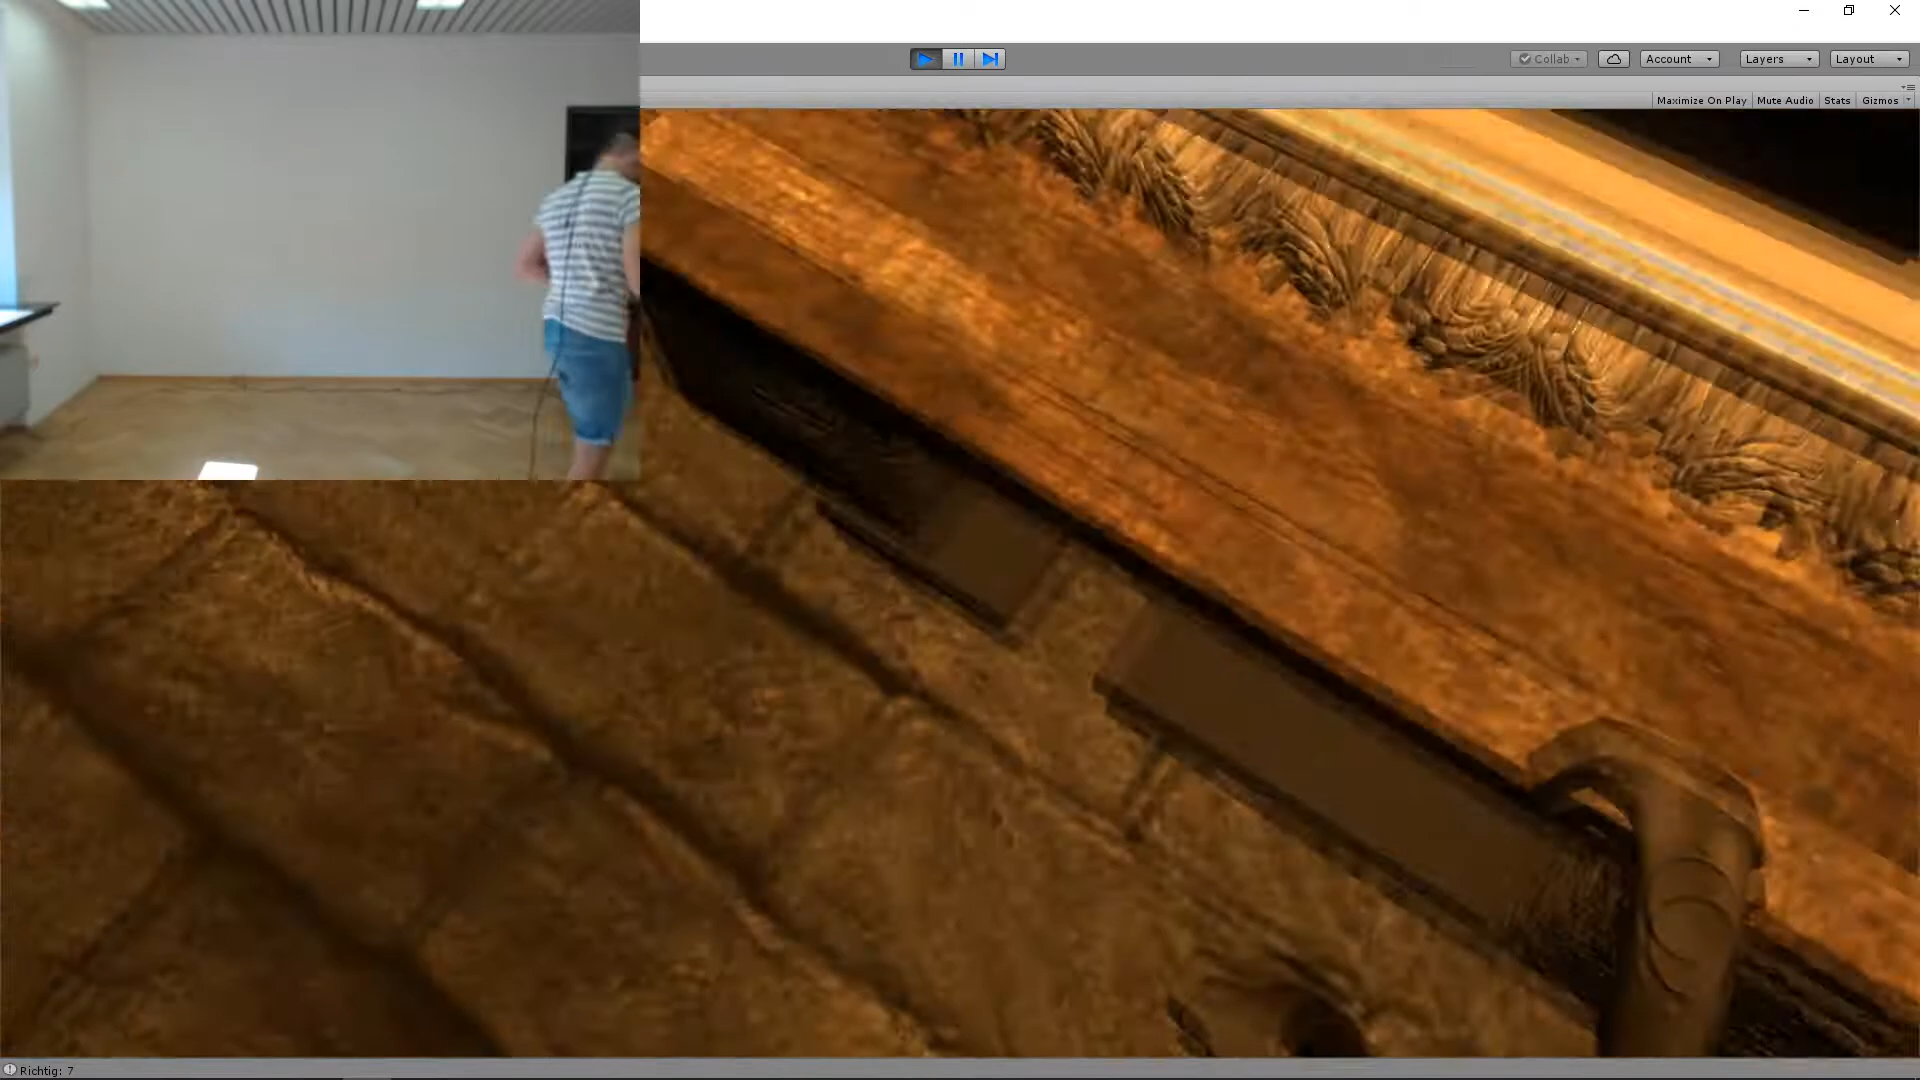 Collab
Account
Layers
Layout
Maximize On Play
Mute Audio
Stats
Gizmos
Richtig: 7